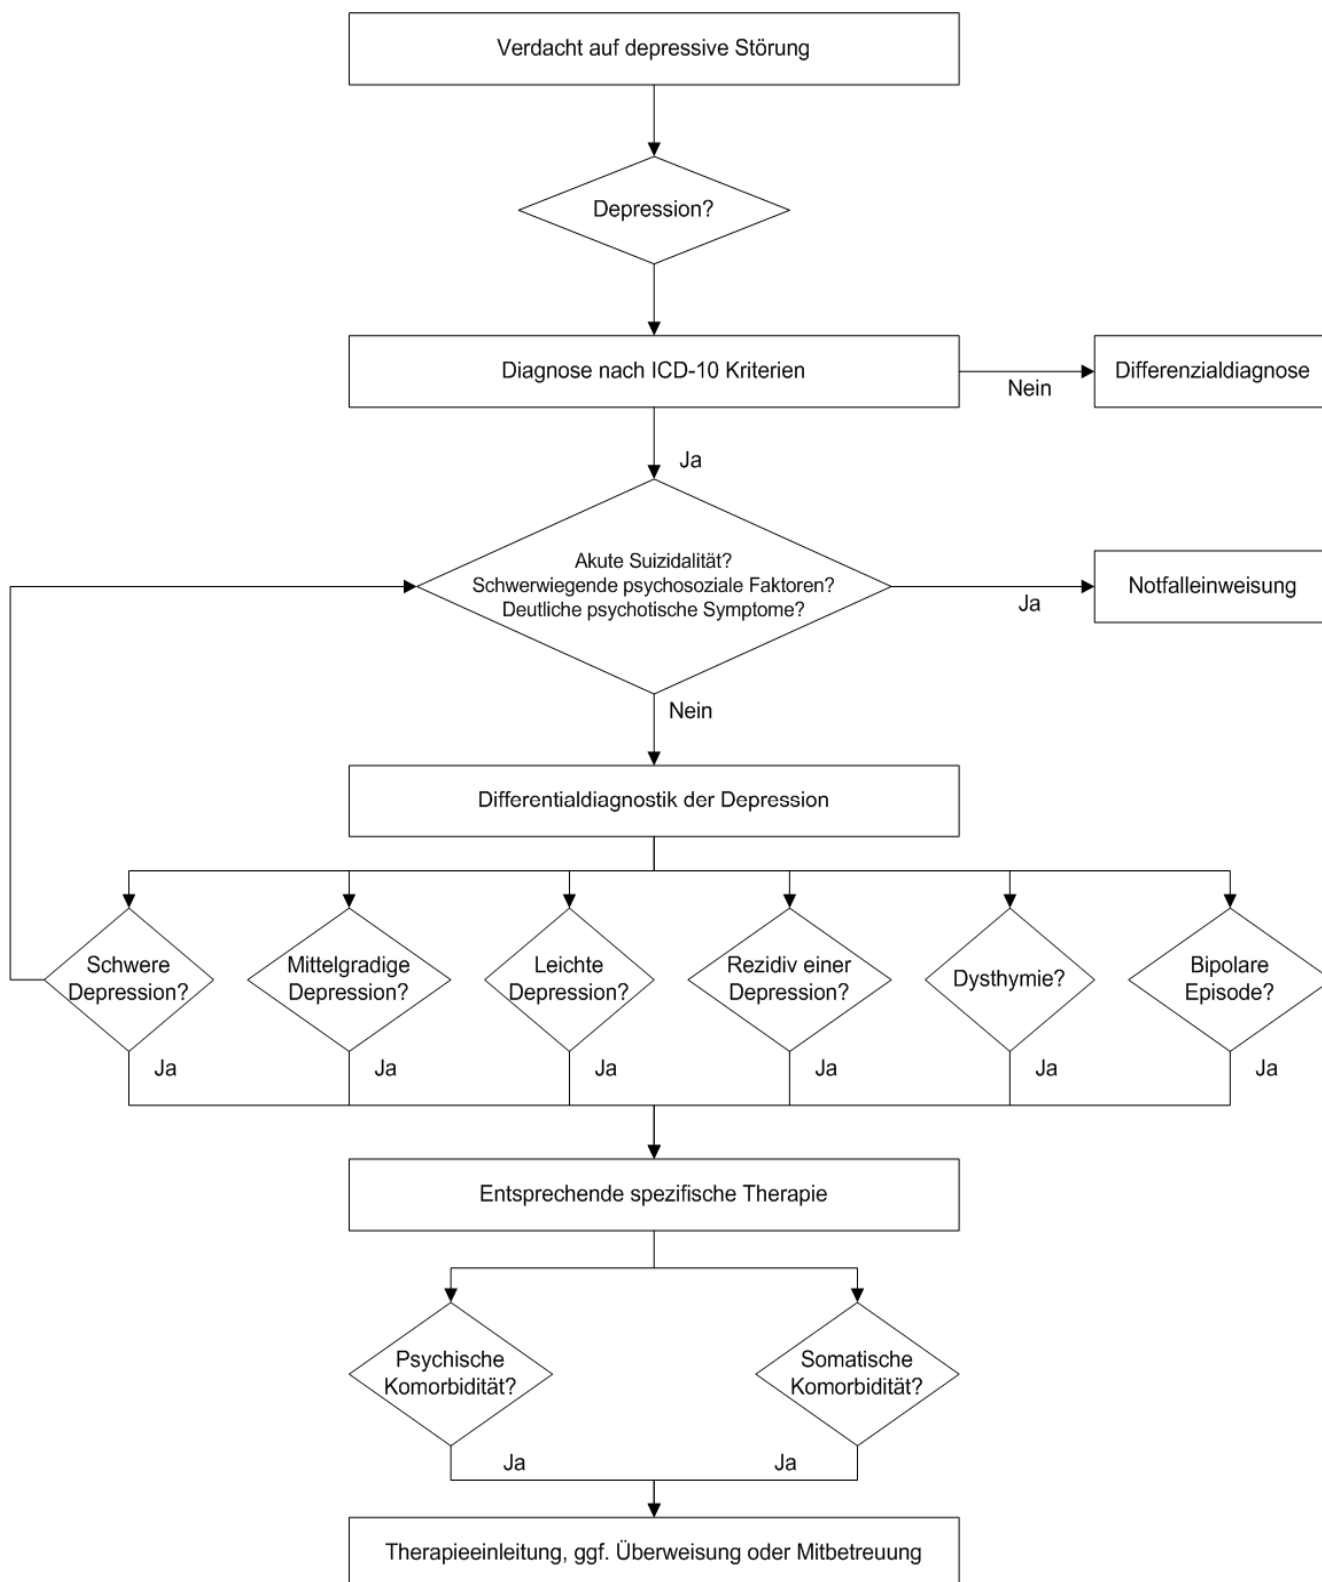 Verdacht auf depressive Störung
Depression?
Diagnose nach ICD-10 Kriterien
Nein
Differenzialdiagnose
Ja
Akute Suizidalität?
Schwerwiegende psychosoziale Faktoren?
Deutliche psychotische Symptome?
Ja
Notfalleinweisung
Nein
Differentialdiagnostik der Depression
Schwere
Depression?
Mittelgradige
Depression?
Leichte
Depression?
Rezidiv einer
Depression?
Dysthymie?
Bipolare
Episode?
Ja
Ja
Ja
Ja
Ja
Ja
Entsprechende spezifische Therapie
Psychische
Komorbidität?
Somatische
Komorbidität?
Ja
Ja
Therapieeinleitung, ggf. Überweisung oder Mitbetreuung